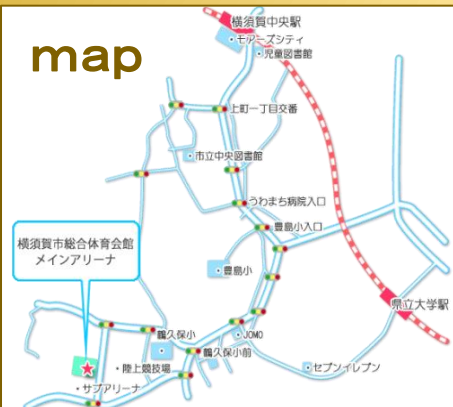 map
横須賀中央駅
・モアーズシティ
・児童図書館
・上町一丁目交番
・市立中央図書館
・うわまち病院入口
・豊島小入口
横須賀市総合体育会館
メインアリーナ
・豊島小
県立大学駅
鶴久保小
・JOMO
鶴久保小前
・陸上競技場
・セブンイレブン
・サブアリーナ